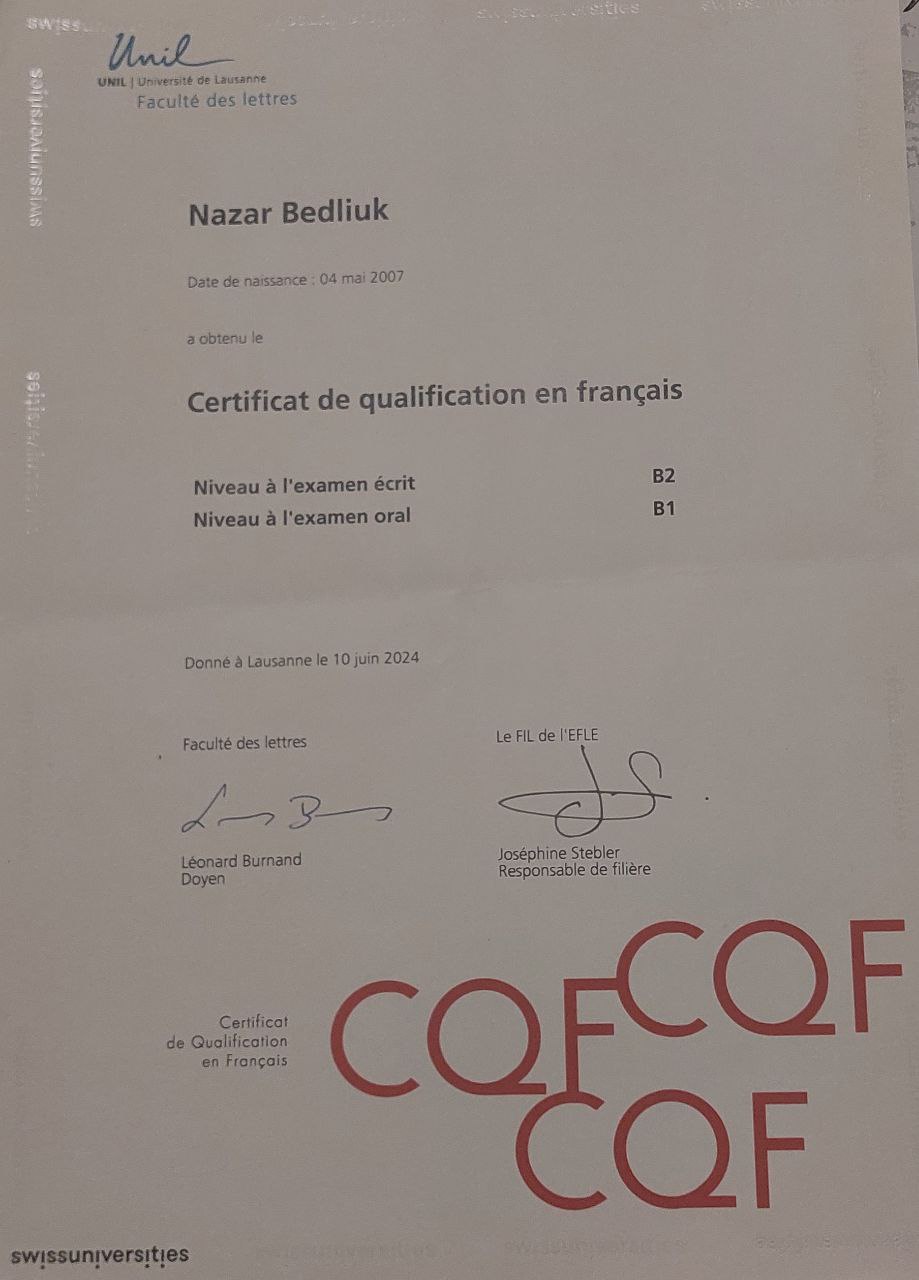 swiss
ersities
swissuniversities
sities
Unil
UNIL | Université de Lausanne
Faculté des lettres
Nazar Bedliuk
Date de naissance : 04 mai 2007
a obtenu le
Certificat de qualification en français
Niveau à l'examen écrit B2
Niveau à l'examen oral B1
Donné à Lausanne le 10 juin 2024
Faculté des lettres
Le FIL de l'EFLE
Léonard Burnand
Doyen
Joséphine Stebler
Responsable de filière
Certificat
de Qualification
en Français
CQF
CQF
CQF
swissuniversities